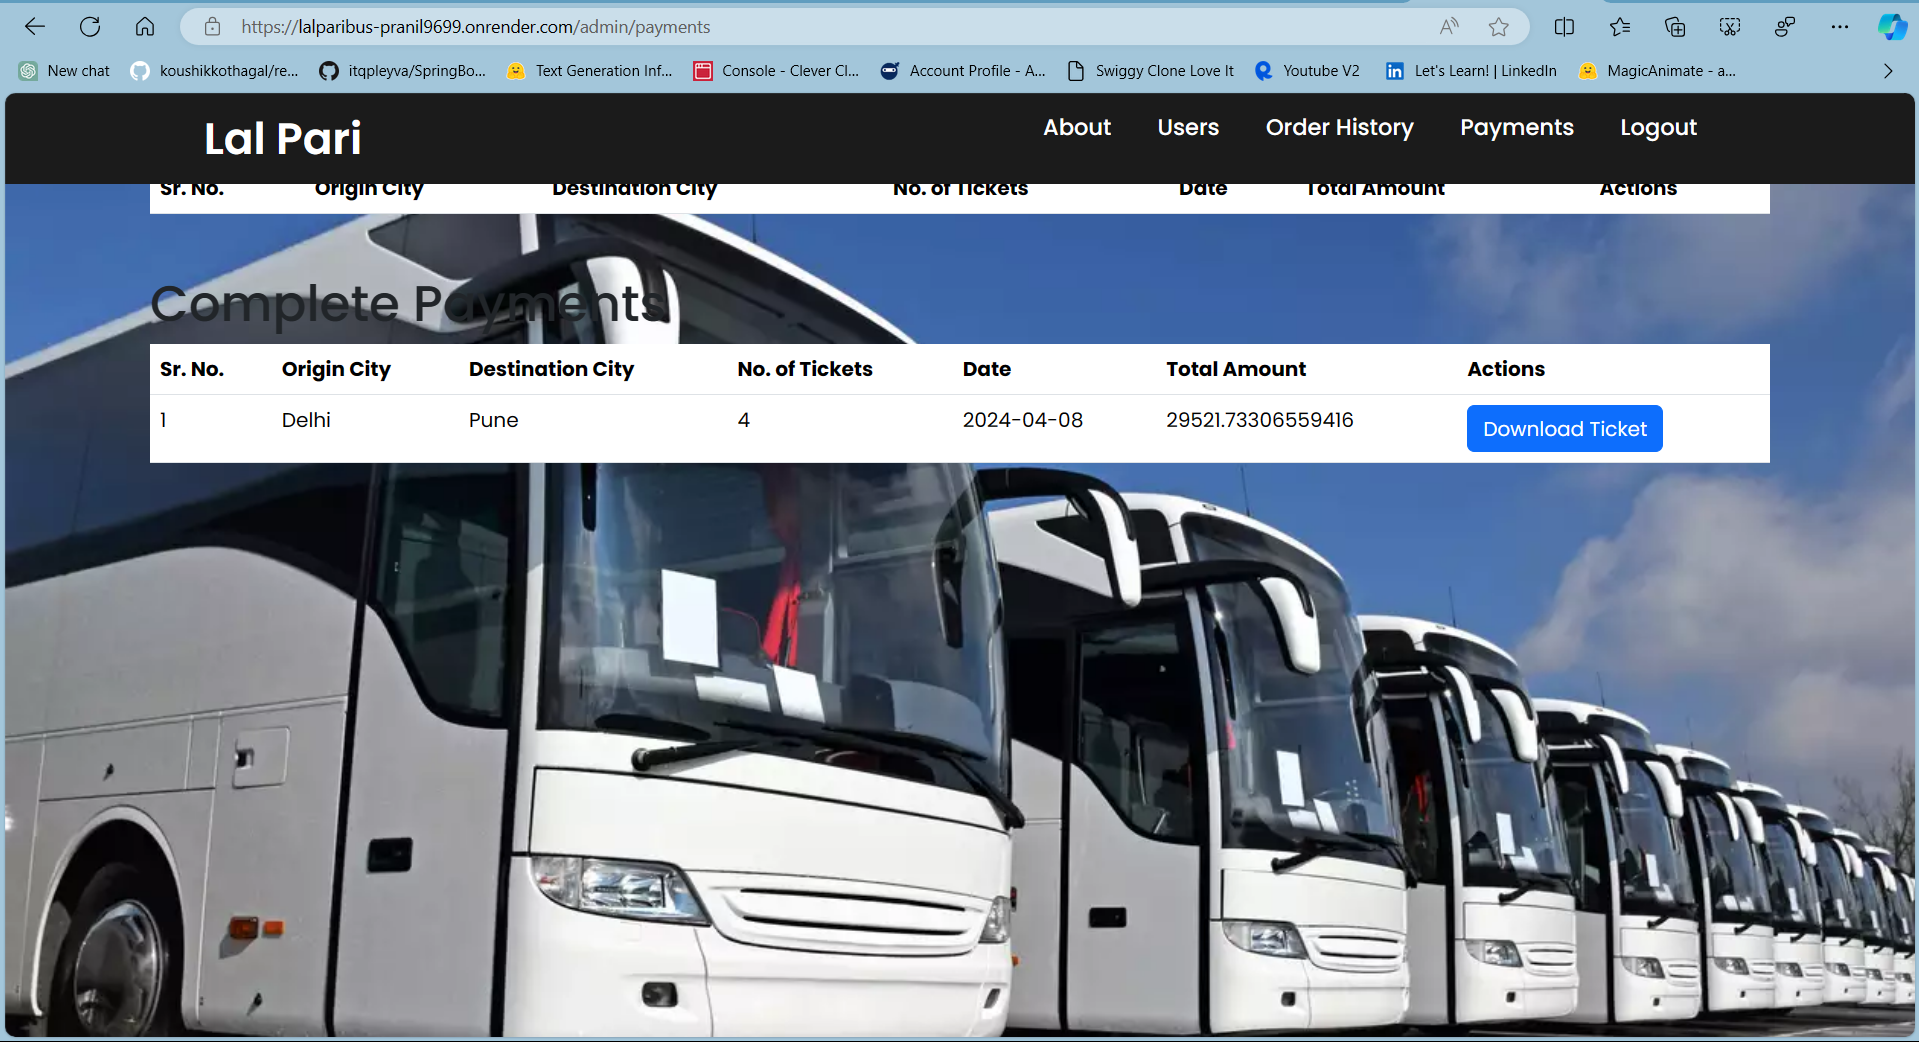 https://lalparibus-pranil9699.onrender.com/admin/payments
New chat koushikkothagal/re... itqpleyva/SpringBo... Text Generation Inf... Console - Clever Cl... Account Profile - A... Swiggy Clone Love It Youtube V2 Let's Learn! | LinkedIn MagicAnimate - a...
Lal Pari About Users Order History Payments Logout
Sr. No. Origin City Destination City No. of Tickets Date Total Amount Actions
Complete Payments
Sr. No. Origin City Destination City No. of Tickets Date Total Amount Actions
1 Delhi Pune 4 2024-04-08 29521.73306559416 Download Ticket